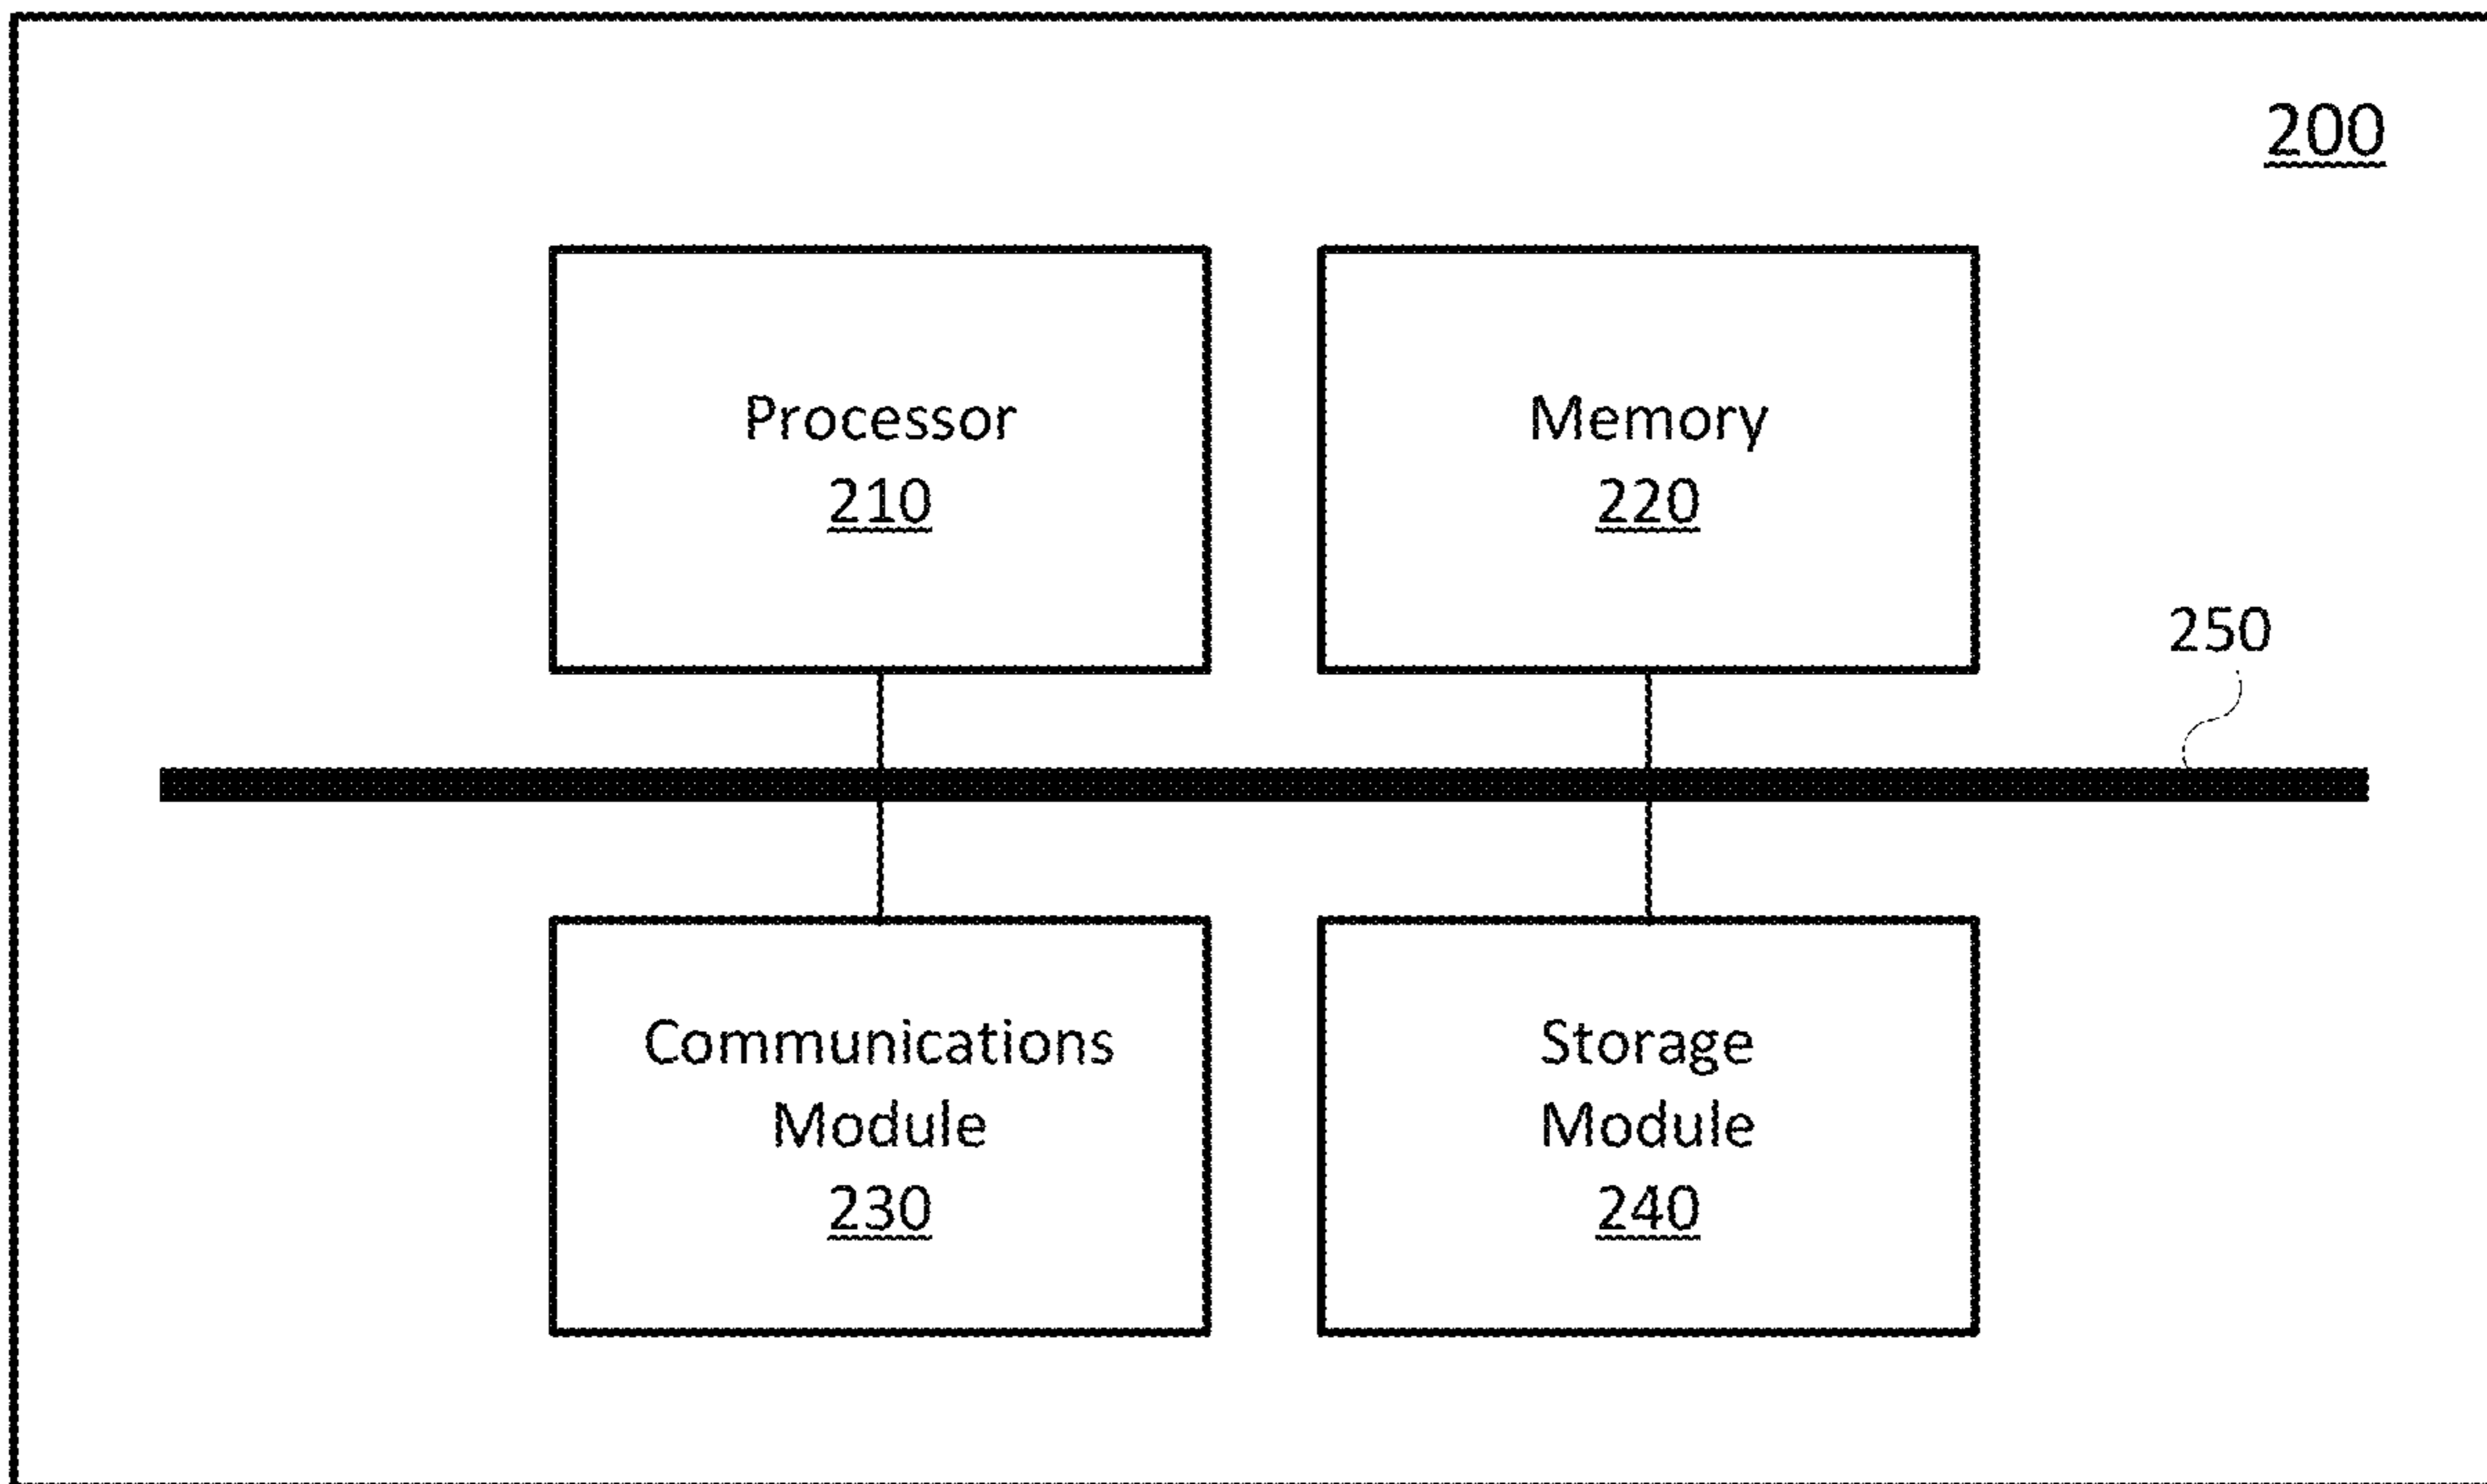 200
Processor
210
Memory
220
250
Communications
Module
230
Storage
Module
240